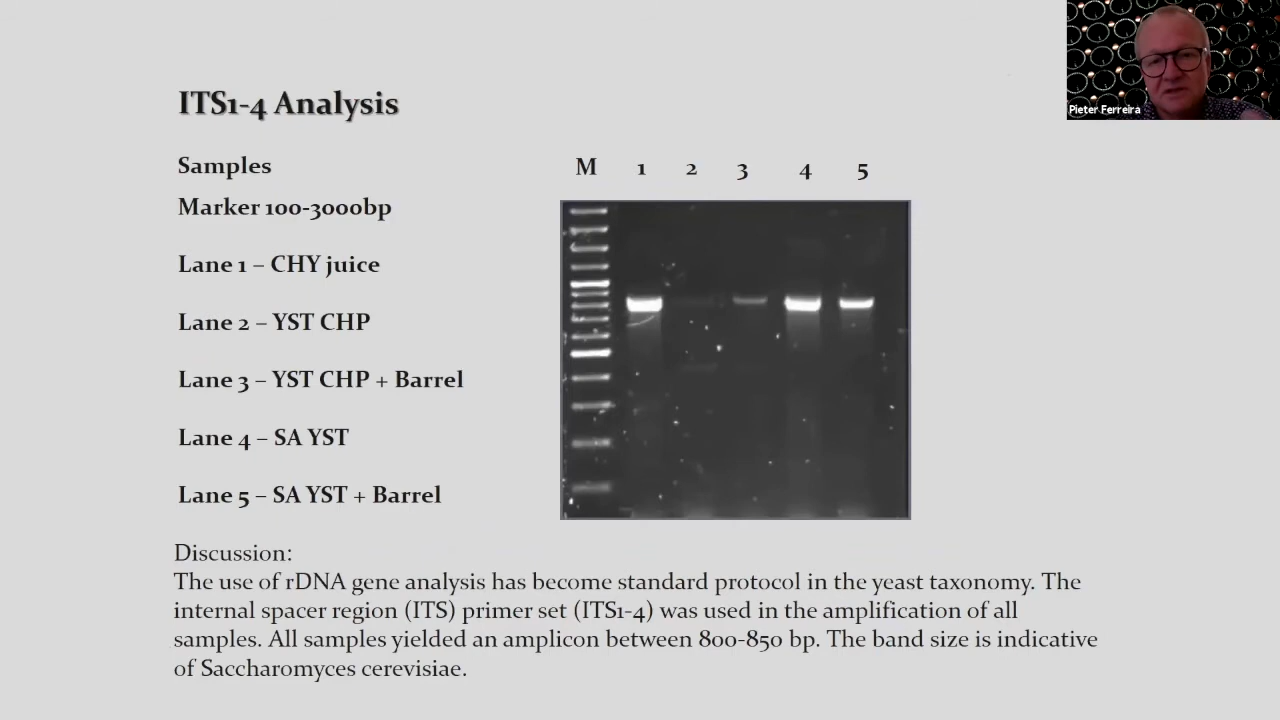 Pieter Ferreira
ITS1-4 Analysis
Samples
M 1 2 3 4 5
Marker 100-3000bp
Lane 1 – CHY juice
Lane 2 – YST CHP
Lane 3 – YST CHP + Barrel
Lane 4 – SA YST
Lane 5 – SA YST + Barrel
Discussion:
The use of rDNA gene analysis has become standard protocol in the yeast taxonomy. The
internal spacer region (ITS) primer set (ITS1-4) was used in the amplification of all
samples. All samples yielded an amplicon between 800-850 bp. The band size is indicative
of Saccharomyces cerevisiae.